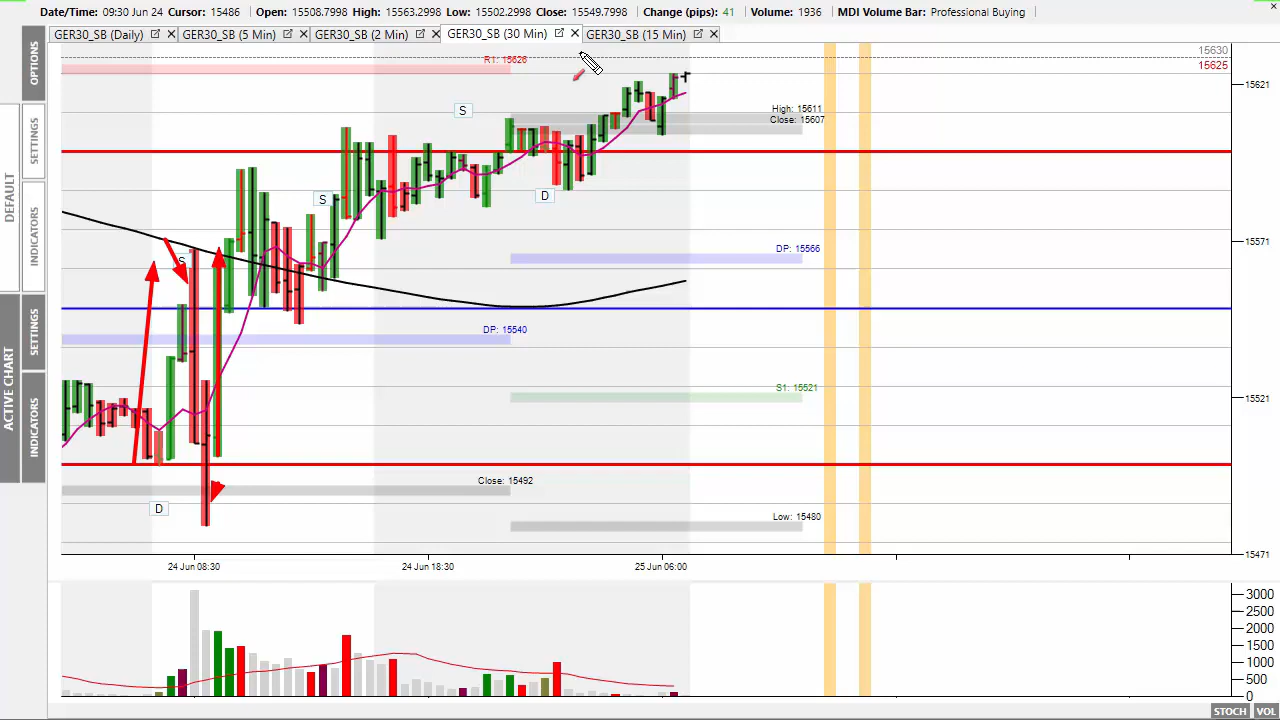 Date/Time: 09:30 Jun 24 Cursor: 15486 Open: 15508.7998 High: 15563.2998 Low: 15502.2998 Close: 15549.7998 Change (pips): 41 Volume: 1936 MDI Volume Bar: Professional Buying
GER30_SB (Daily) GER30_SB (5 Min) GER30_SB (2 Min) GER30_SB (30 Min) GER30_SB (15 Min)
OPTIONS
SETTINGS
INDICATORS
DEFAULT
SETTINGS
INDICATORS
ACTIVE CHART
R1: 15626
15630
15625
15621
S
High: 15611
Close: 15607
S
D
15571
S
DP: 15566
DP: 15540
S1: 15521
15521
Close: 15492
D
Low: 15480
15471
24 Jun 08:30 24 Jun 18:30 25 Jun 06:00
3000
2500
2000
1500
1000
500
0
STOCH VOL